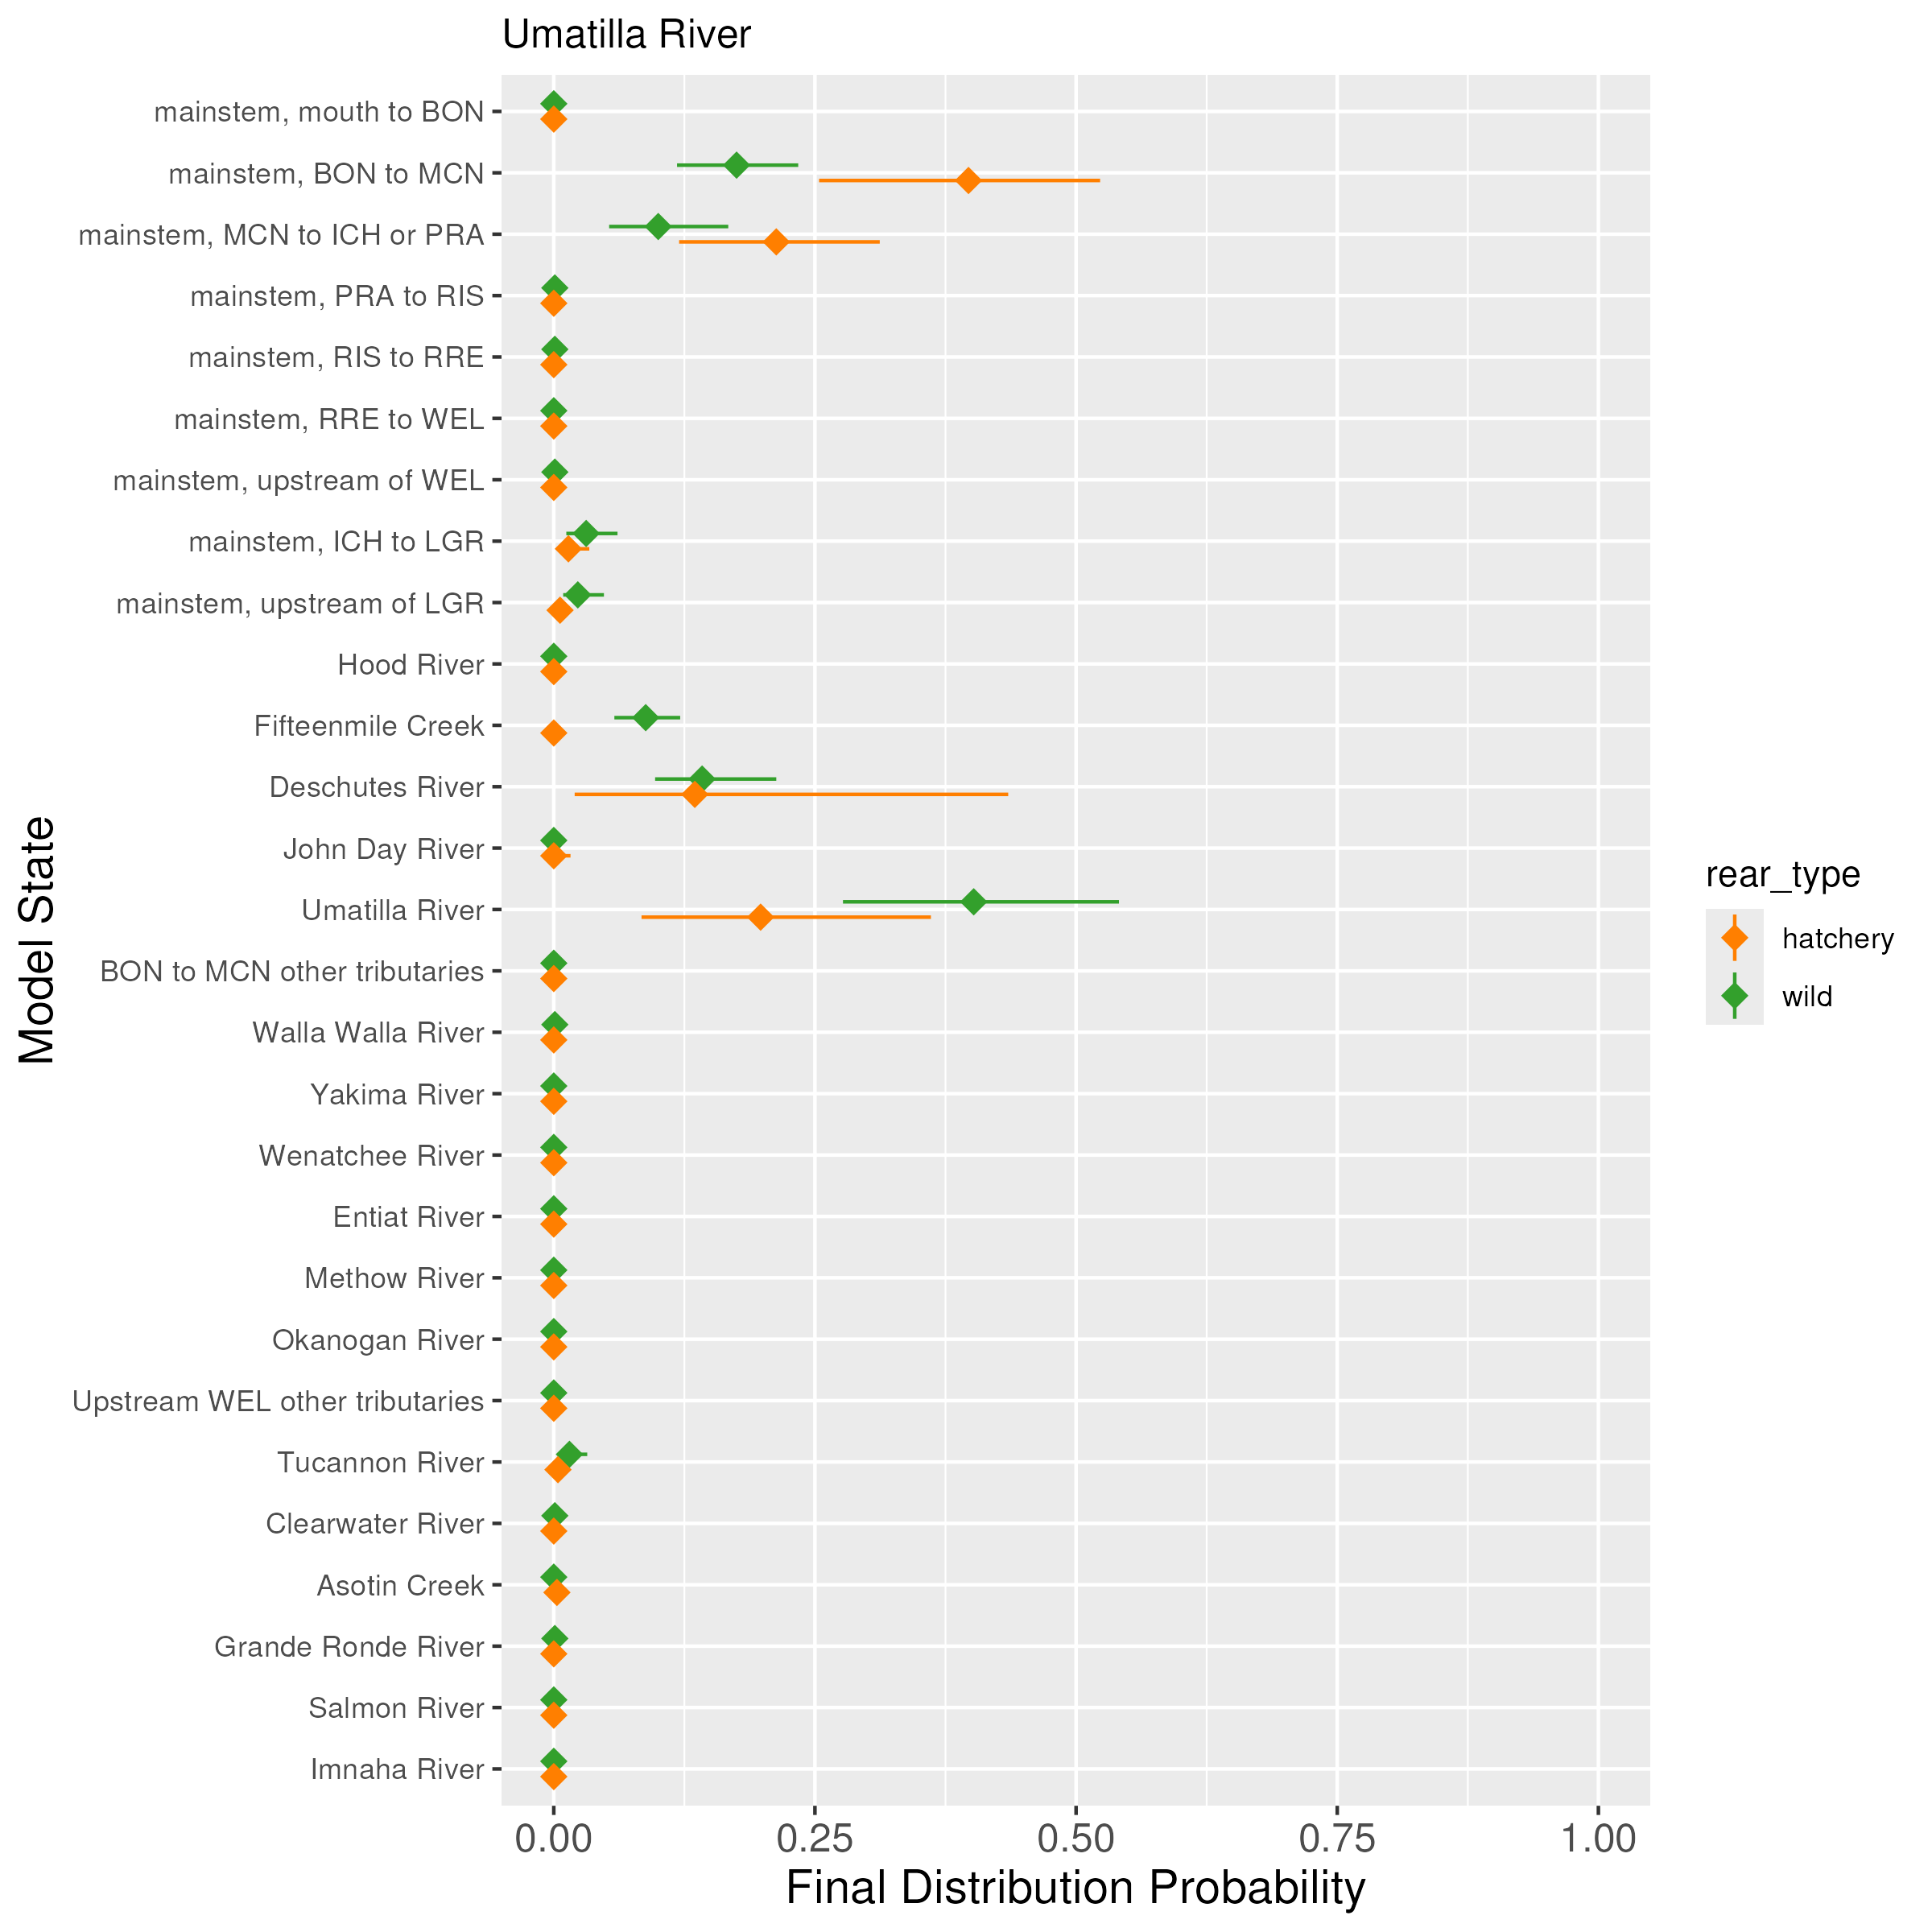 Umatilla River
mainstem, mouth to BON
mainstem, BON to MCN
mainstem, MCN to ICH or PRA
mainstem, PRA to RIS
mainstem, RIS to RRE
mainstem, RRE to WEL
mainstem, upstream of WEL
mainstem, ICH to LGR
mainstem, upstream of LGR
Hood River
Fifteenmile Creek
Deschutes River
John Day River
Umatilla River
BON to MCN other tributaries
Walla Walla River
Yakima River
Wenatchee River
Entiat River
Methow River
Okanogan River
Upstream WEL other tributaries
Tucannon River
Clearwater River
Asotin Creek
Grande Ronde River
Salmon River
Imnaha River
Model State
0.00 0.25 0.50 0.75 1.00
Final Distribution Probability
rear_type
hatchery
wild